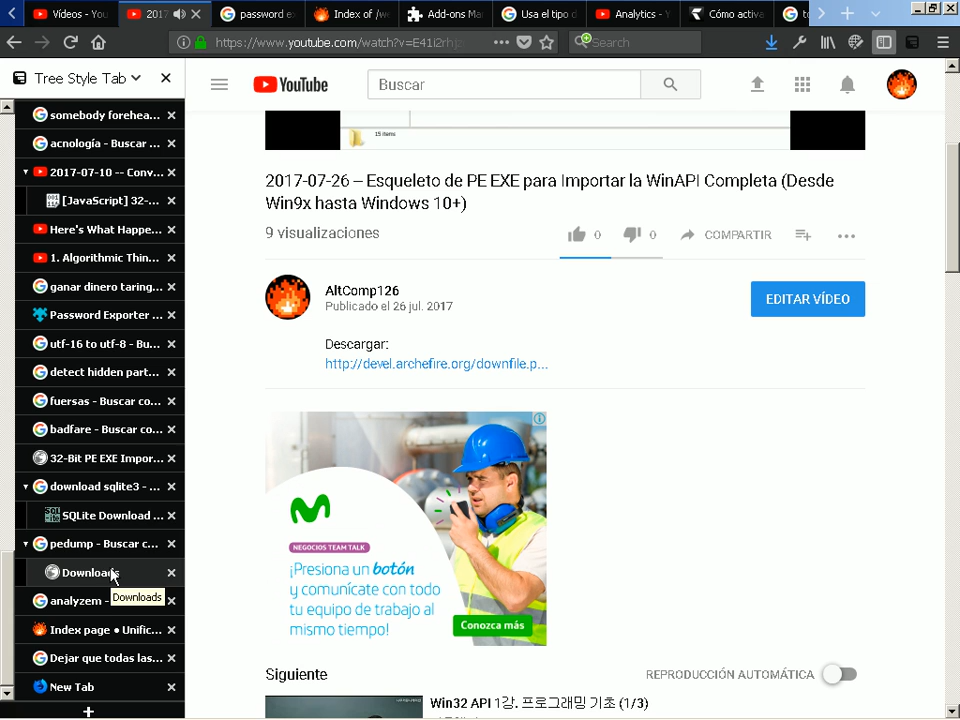 Vídeos - You
2017
password ex
Index of /we
Add-ons Ma
Usa el tipo d
Analytics - Y
Cómo activa
https://www.youtube.com/watch?v=E41i2rhj
Search
Tree Style Tab
YouTube
Buscar
somebody forehea...
acnología - Buscar ...
2017-07-10 -- Conv...
[JavaScript] 32-...
Here's What Happe...
1. Algorithmic Thin...
ganar dinero taring...
Password Exporter ...
utf-16 to utf-8 - Bu...
detect hidden part...
fuersas - Buscar co...
badfare - Buscar co...
32-Bit PE EXE Impor...
download sqlite3 - ...
SQLite Download ...
pedump - Buscar c...
Downloads
Downloads
analyzem -
Index page • Unific...
Dejar que todas las...
New Tab
15 items
2017-07-26 – Esqueleto de PE EXE para Importar la WinAPI Completa (Desde
Win9x hasta Windows 10+)
9 visualizaciones
0
0
COMPARTIR
AltComp126
Publicado el 26 jul. 2017
EDITAR VÍDEO
Descargar:
http://devel.archefire.org/downfile.p...
NEGOCIOS TEAM TALK
¡Presiona un botón
y comunícate con todo
tu equipo de trabajo al
mismo tiempo!
Conozca más
Siguiente
REPRODUCCIÓN AUTOMÁTICA
Win32 API 1강. 프로그래밍 기초 (1/3)